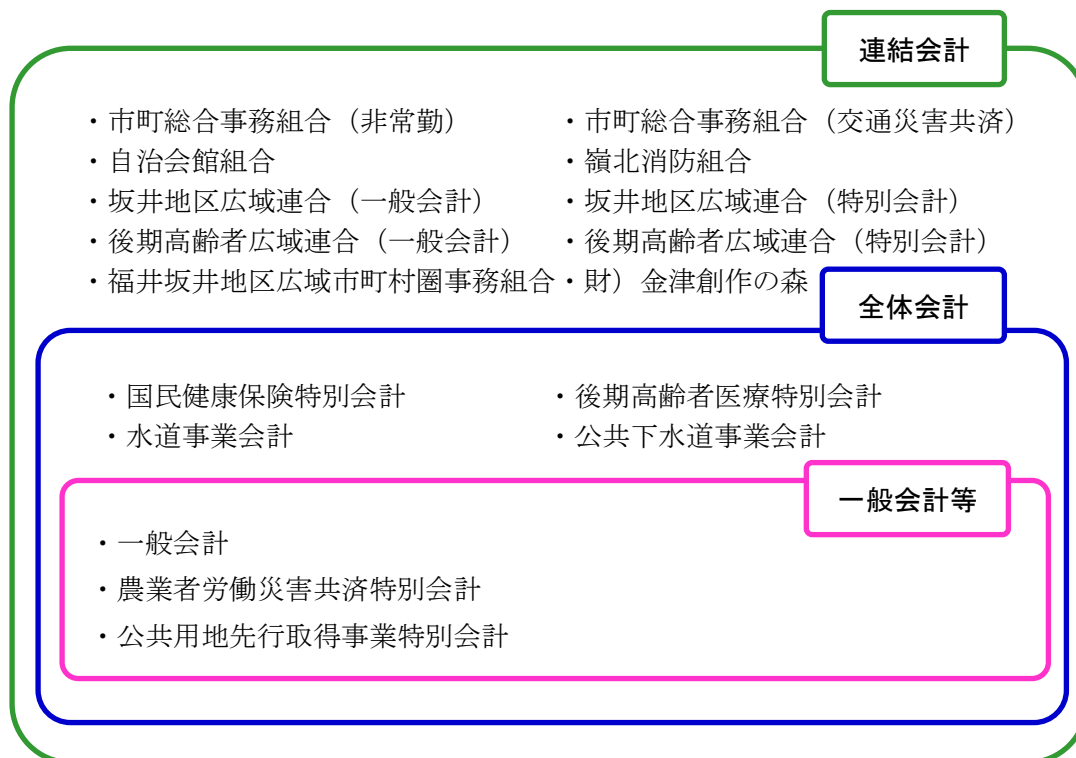 連結会計
・市町総合事務組合（非常勤） ・市町総合事務組合（交通災害共済）
・自治会館組合 ・嶺北消防組合
・坂井地区広域連合（一般会計） ・坂井地区広域連合（特別会計）
・後期高齢者広域連合（一般会計） ・後期高齢者広域連合（特別会計）
・福井坂井地区広域市町村圏事務組合・財）金津創作の森
全体会計
・国民健康保険特別会計 ・後期高齢者医療特別会計
・水道事業会計 ・公共下水道事業会計
一般会計等
・一般会計
・農業者労働災害共済特別会計
・公共用地先行取得事業特別会計